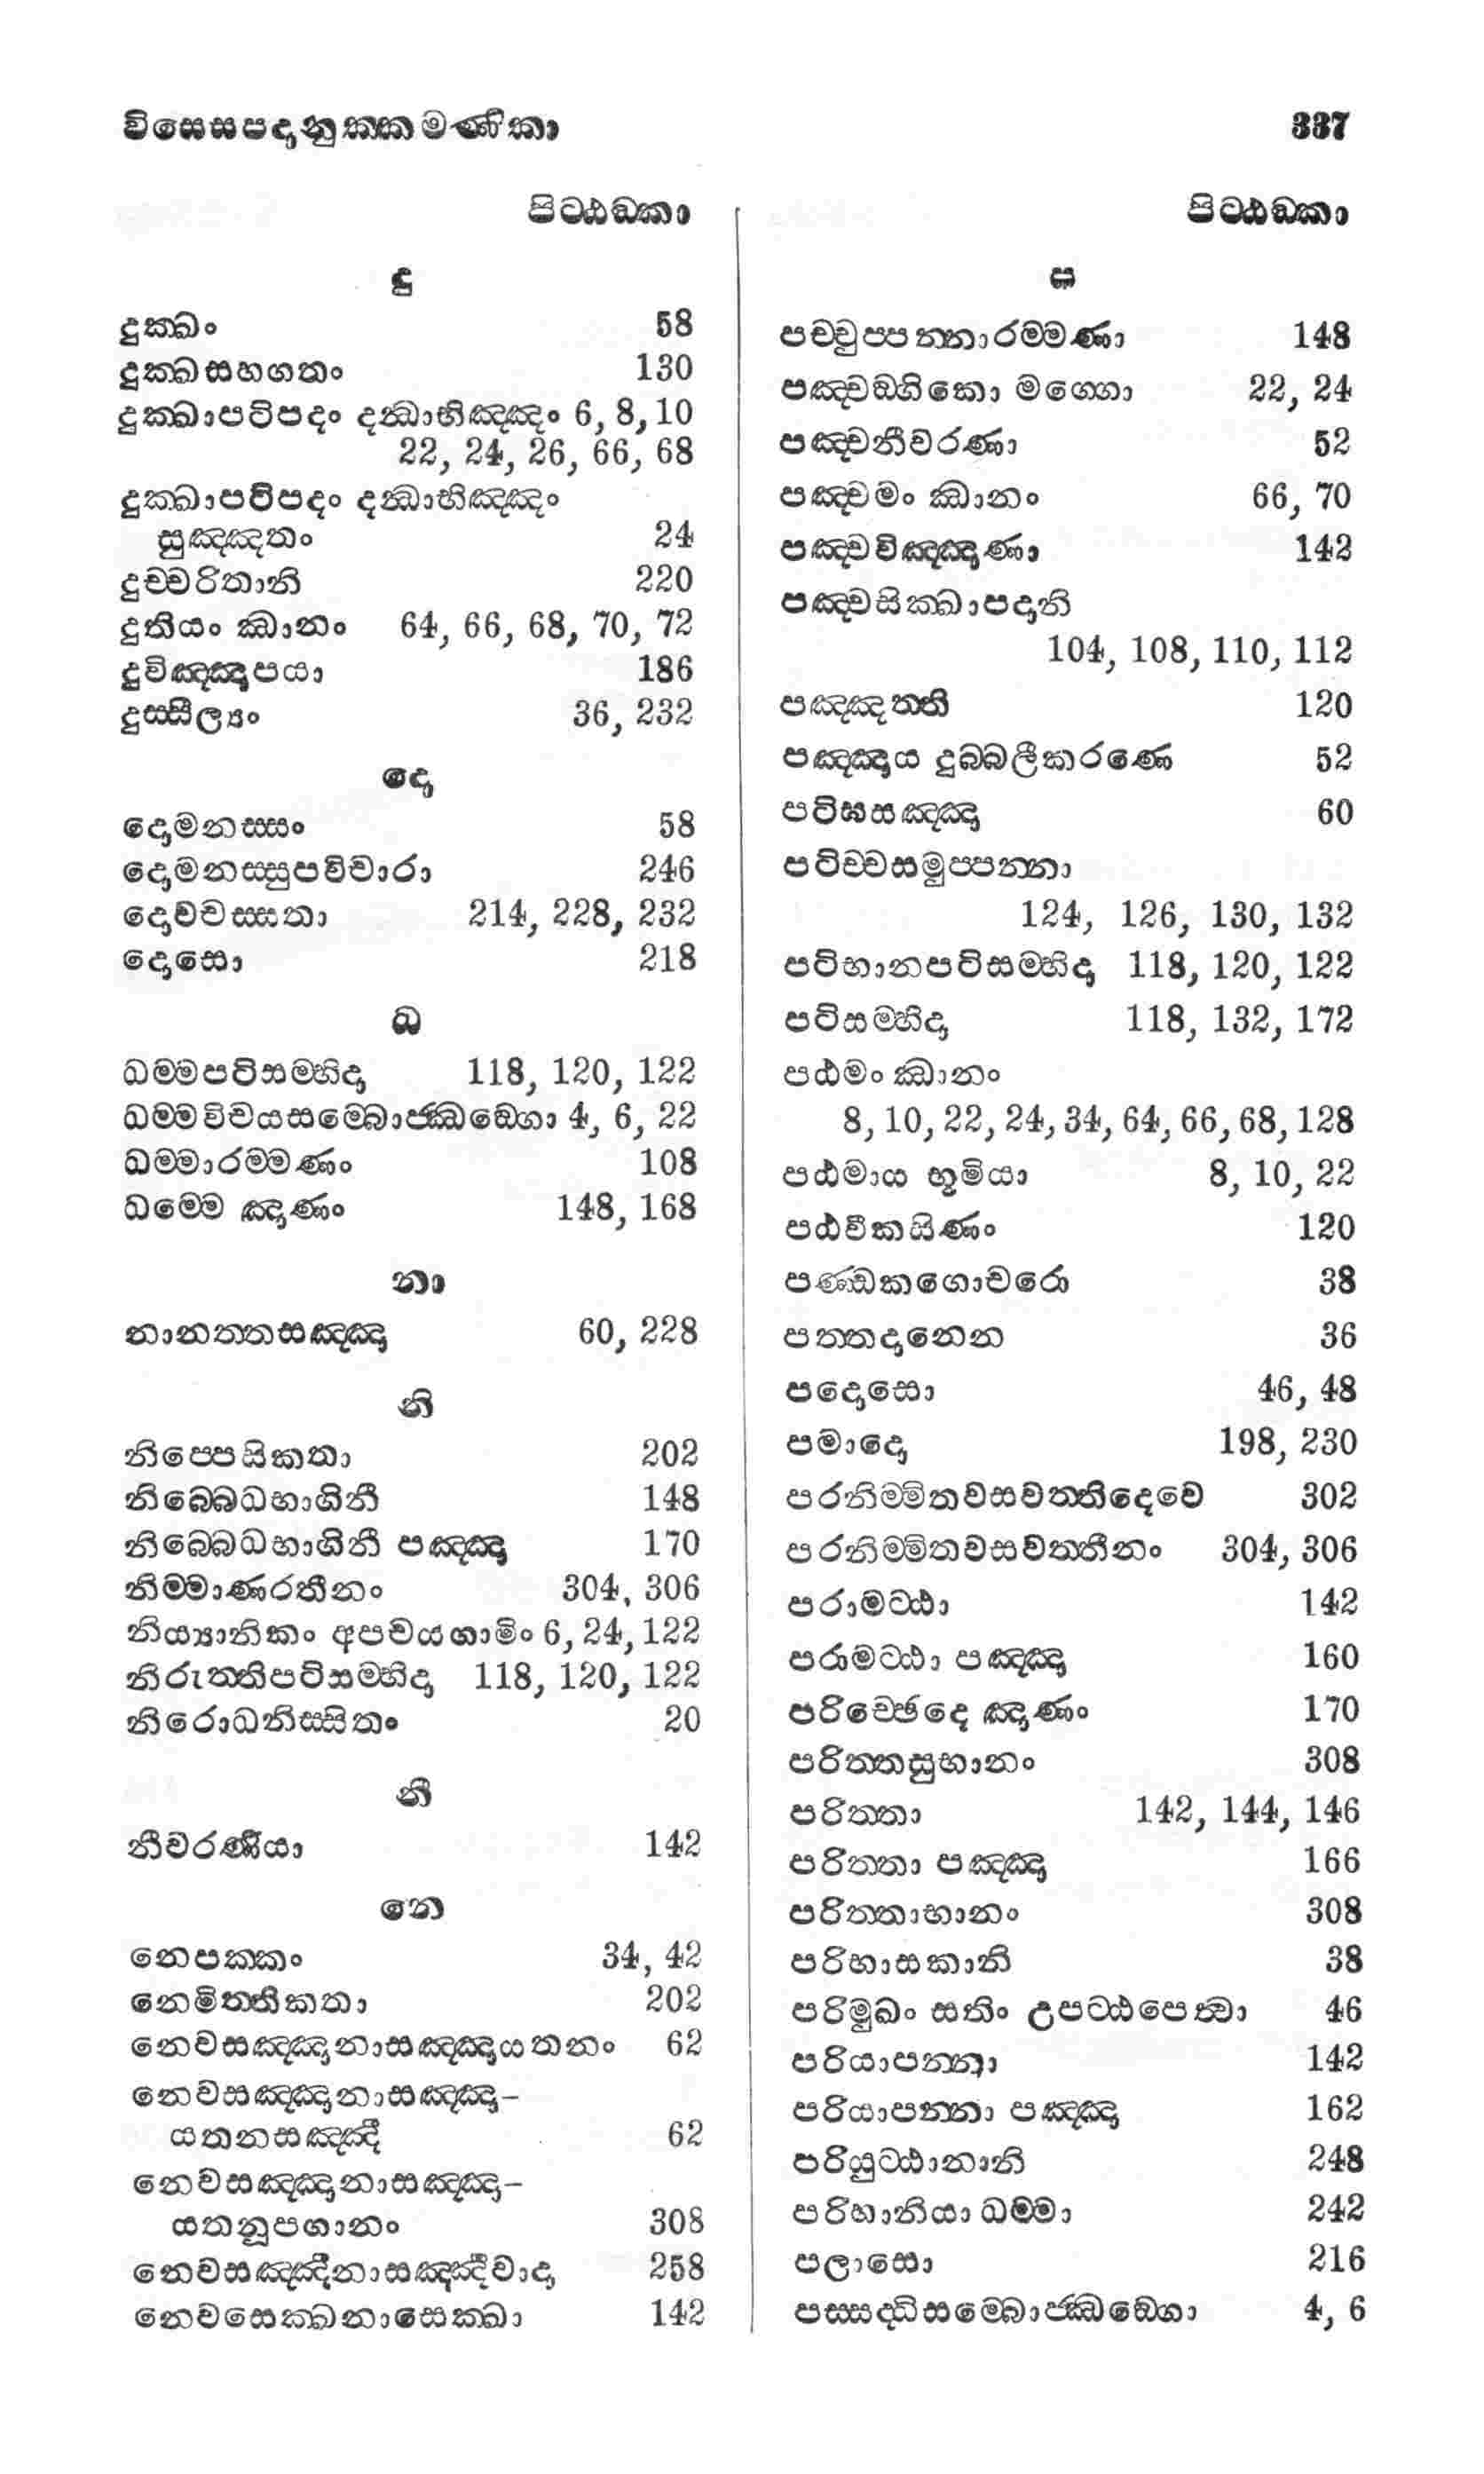 විසෙසපදානුක්කමණිකා 337
පිට්ඨඞ්කා
දු
දුක්ඛං 58
දුක්ඛසහගතං 130
දුක්ඛාපටිපදං දන්ධාභිඤ්ඤං 6, 8, 10
22, 24, 26, 66, 68
දුක්ඛාපටිපදං දන්ධාභිඤ්ඤං
සුඤ්ඤතං 24
දුච්චරිතානි 220
දුතියං ඣානං 64, 66, 68, 70, 72
දුවිඤ්ඤාපයා 186
දුස්සීල්‍යං 36, 232
දො
දොමනස්සං 58
දොමනස්සුපවිචාරා 246
දොවචස්සතා 214, 228, 232
දොසො 218
ධ
ධම්මපටිසම්භිදා 118, 120, 122
ධම්මවිචයසම්බොජ්ඣඞ්ගො 4, 6, 22
ධම්මාරම්මණං 108
ධම්මෙ ඤාණං 148, 168
නා
නානත්තසඤ්ඤා 60, 228
නි
නිප්පෙසිකතා 202
නිබ්බෙධභාගිනී 148
නිබ්බෙධභාගිනී පඤ්ඤා 170
නිම්මාණරතීනං 304, 306
නිය්‍යානිකං අපචයගාමිං 6, 24, 122
නිරුත්තිපටිසම්භිදා 118, 120, 122
නිරොධනිස්සිතං 20
නී
නීවරණියා 142
නෙ
නෙපක්කං 34, 42
නෙමිත්තිකතා 202
නෙවසඤ්ඤානාසඤ්ඤායතනං 62
නෙවසඤ්ඤානාසඤ්ඤා-
යතනසඤ්ඤී 62
නෙවසඤ්ඤානාසඤ්ඤා-
යතනූපගානං 308
නෙවසඤ්ඤීනාසඤ්ඤීවාදා 258
නෙවසෙක්ඛනාසෙක්ඛා 142
පිට්ඨඞ්කා
ප
පච්චුප්පන්නාරම්මණා 148
පඤ්චඞ්ගිකො මග්ගො 22, 24
පඤ්චනීවරණා 52
පඤ්චමං ඣානං 66, 70
පඤ්චවිඤ්ඤාණා 142
පඤ්චසික්ඛාපදානි
104, 108, 110, 112
පඤ්ඤත්ති 120
පඤ්ඤාය දුබ්බලීකරණෙ 52
පටිඝසඤ්ඤා 60
පටිච්චසමුප්පන්නා
124, 126, 130, 132
පටිභානපටිසම්භිදා 118, 120, 122
පටිසම්භිදා 118, 132, 172
පඨමං ඣානං
8, 10, 22, 24, 34, 64, 66, 68, 128
පඨමාය භූමියා 8, 10, 22
පඨවීකසිණං 120
පණ්ඩකගොචරො 38
පත්තදානෙන 36
පදොසො 46, 48
පමාදො 198, 230
පරනිම්මිතවසවත්තිදෙවෙ 302
පරනිම්මිතවසවත්තීනං 304, 306
පරාමට්ඨා 142
පරාමට්ඨා පඤ්ඤා 160
පරිච්ඡෙදෙ ඤාණං 170
පරිත්තසුභානං 308
පරිත්තා 142, 144, 146
පරිත්තා පඤ්ඤා 166
පරිත්තාභානං 308
පරිභාසකානි 38
පරිමුඛං සතිං උපට්ඨපෙත්වා 46
පරියාපන්නා 142
පරියාපන්නා පඤ්ඤා 162
පරියුට්ඨානානි 248
පරිහානියා ධම්මා 242
පලාසො 216
පස්සද්ධිසම්බොජ්ඣඞ්ගො 4, 6